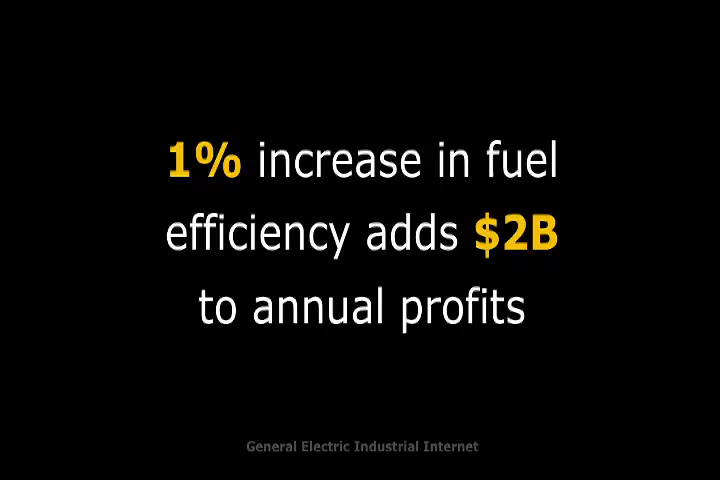 1% increase in fuel
efficiency adds $2B
to annual profits
General Electric Industrial Internet